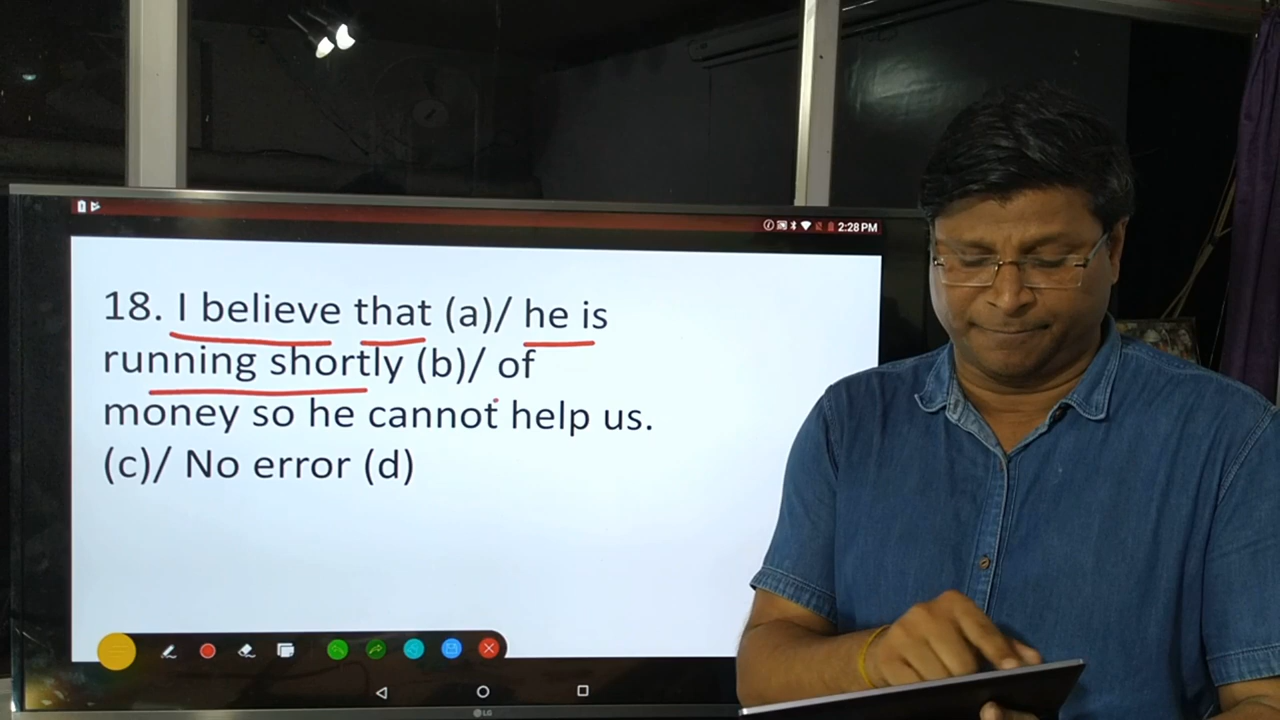 2:28 PM
18. I believe that (a)/ he is
running shortly (b)/ of
money so he cannot help us.
(c)/ No error (d)
LG